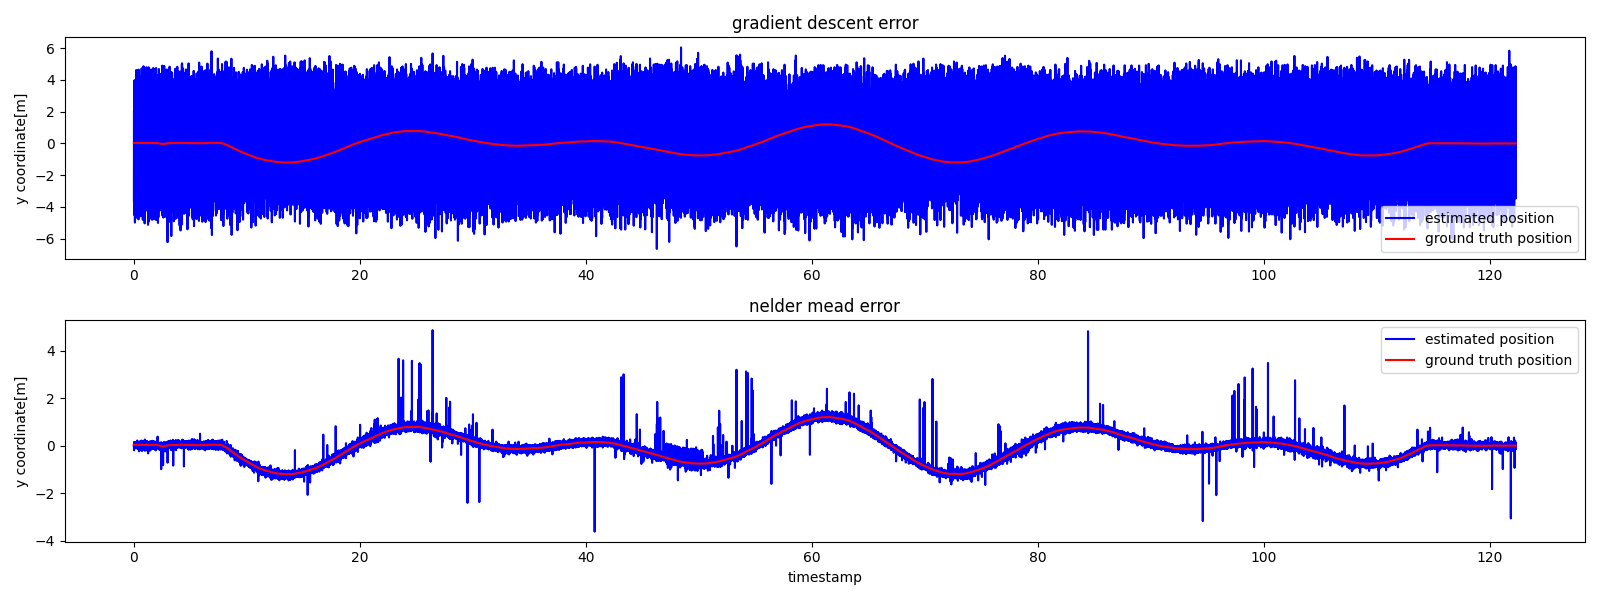 gradient descent error
y coordinate[m]
6
4
2
0
−2
−4
−6
estimated position
ground truth position
0 20 40 60 80 100 120
nelder mead error
y coordinate[m]
4
2
0
−2
−4
estimated position
ground truth position
0 20 40 60 80 100 120
timestamp